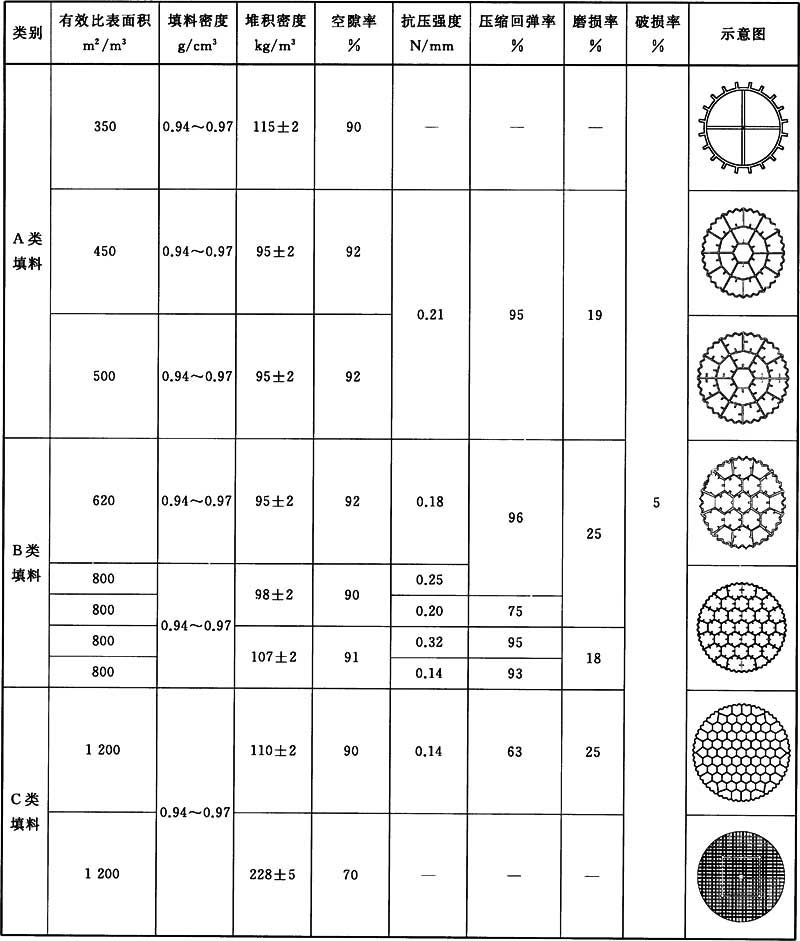 类别 有效比表面积 m²/m³ 填料密度 g/cm³ 堆积密度 kg/m³ 空隙率 % 抗压强度 N/mm 压缩回弹率 % 磨损率 % 破损率 % 示意图
A类填料 350 0.94～0.97 115±2 90 — — — 5
450 0.94～0.97 95±2 92 0.21 95 19
500 0.94～0.97 95±2 92
B类填料 620 0.94～0.97 95±2 92 0.18 96 25
800 0.94～0.97 98±2 90 0.25
800 0.20 75
800 107±2 91 0.32 95 18
800 0.14 93
C类填料 1 200 0.94～0.97 110±2 90 0.14 63 25
1 200 228±5 70 — — —